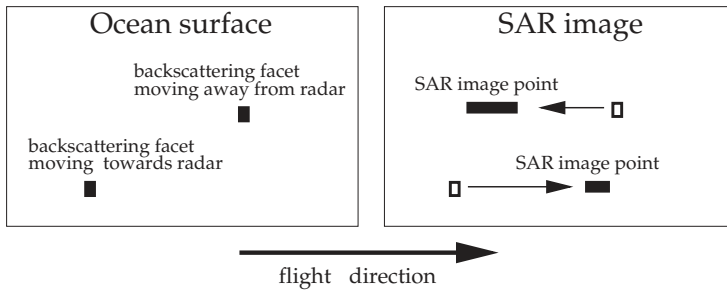 Ocean surface
backscattering facet
moving away from radar
backscattering facet
moving towards radar
SAR image
SAR image point
SAR image point
flight direction